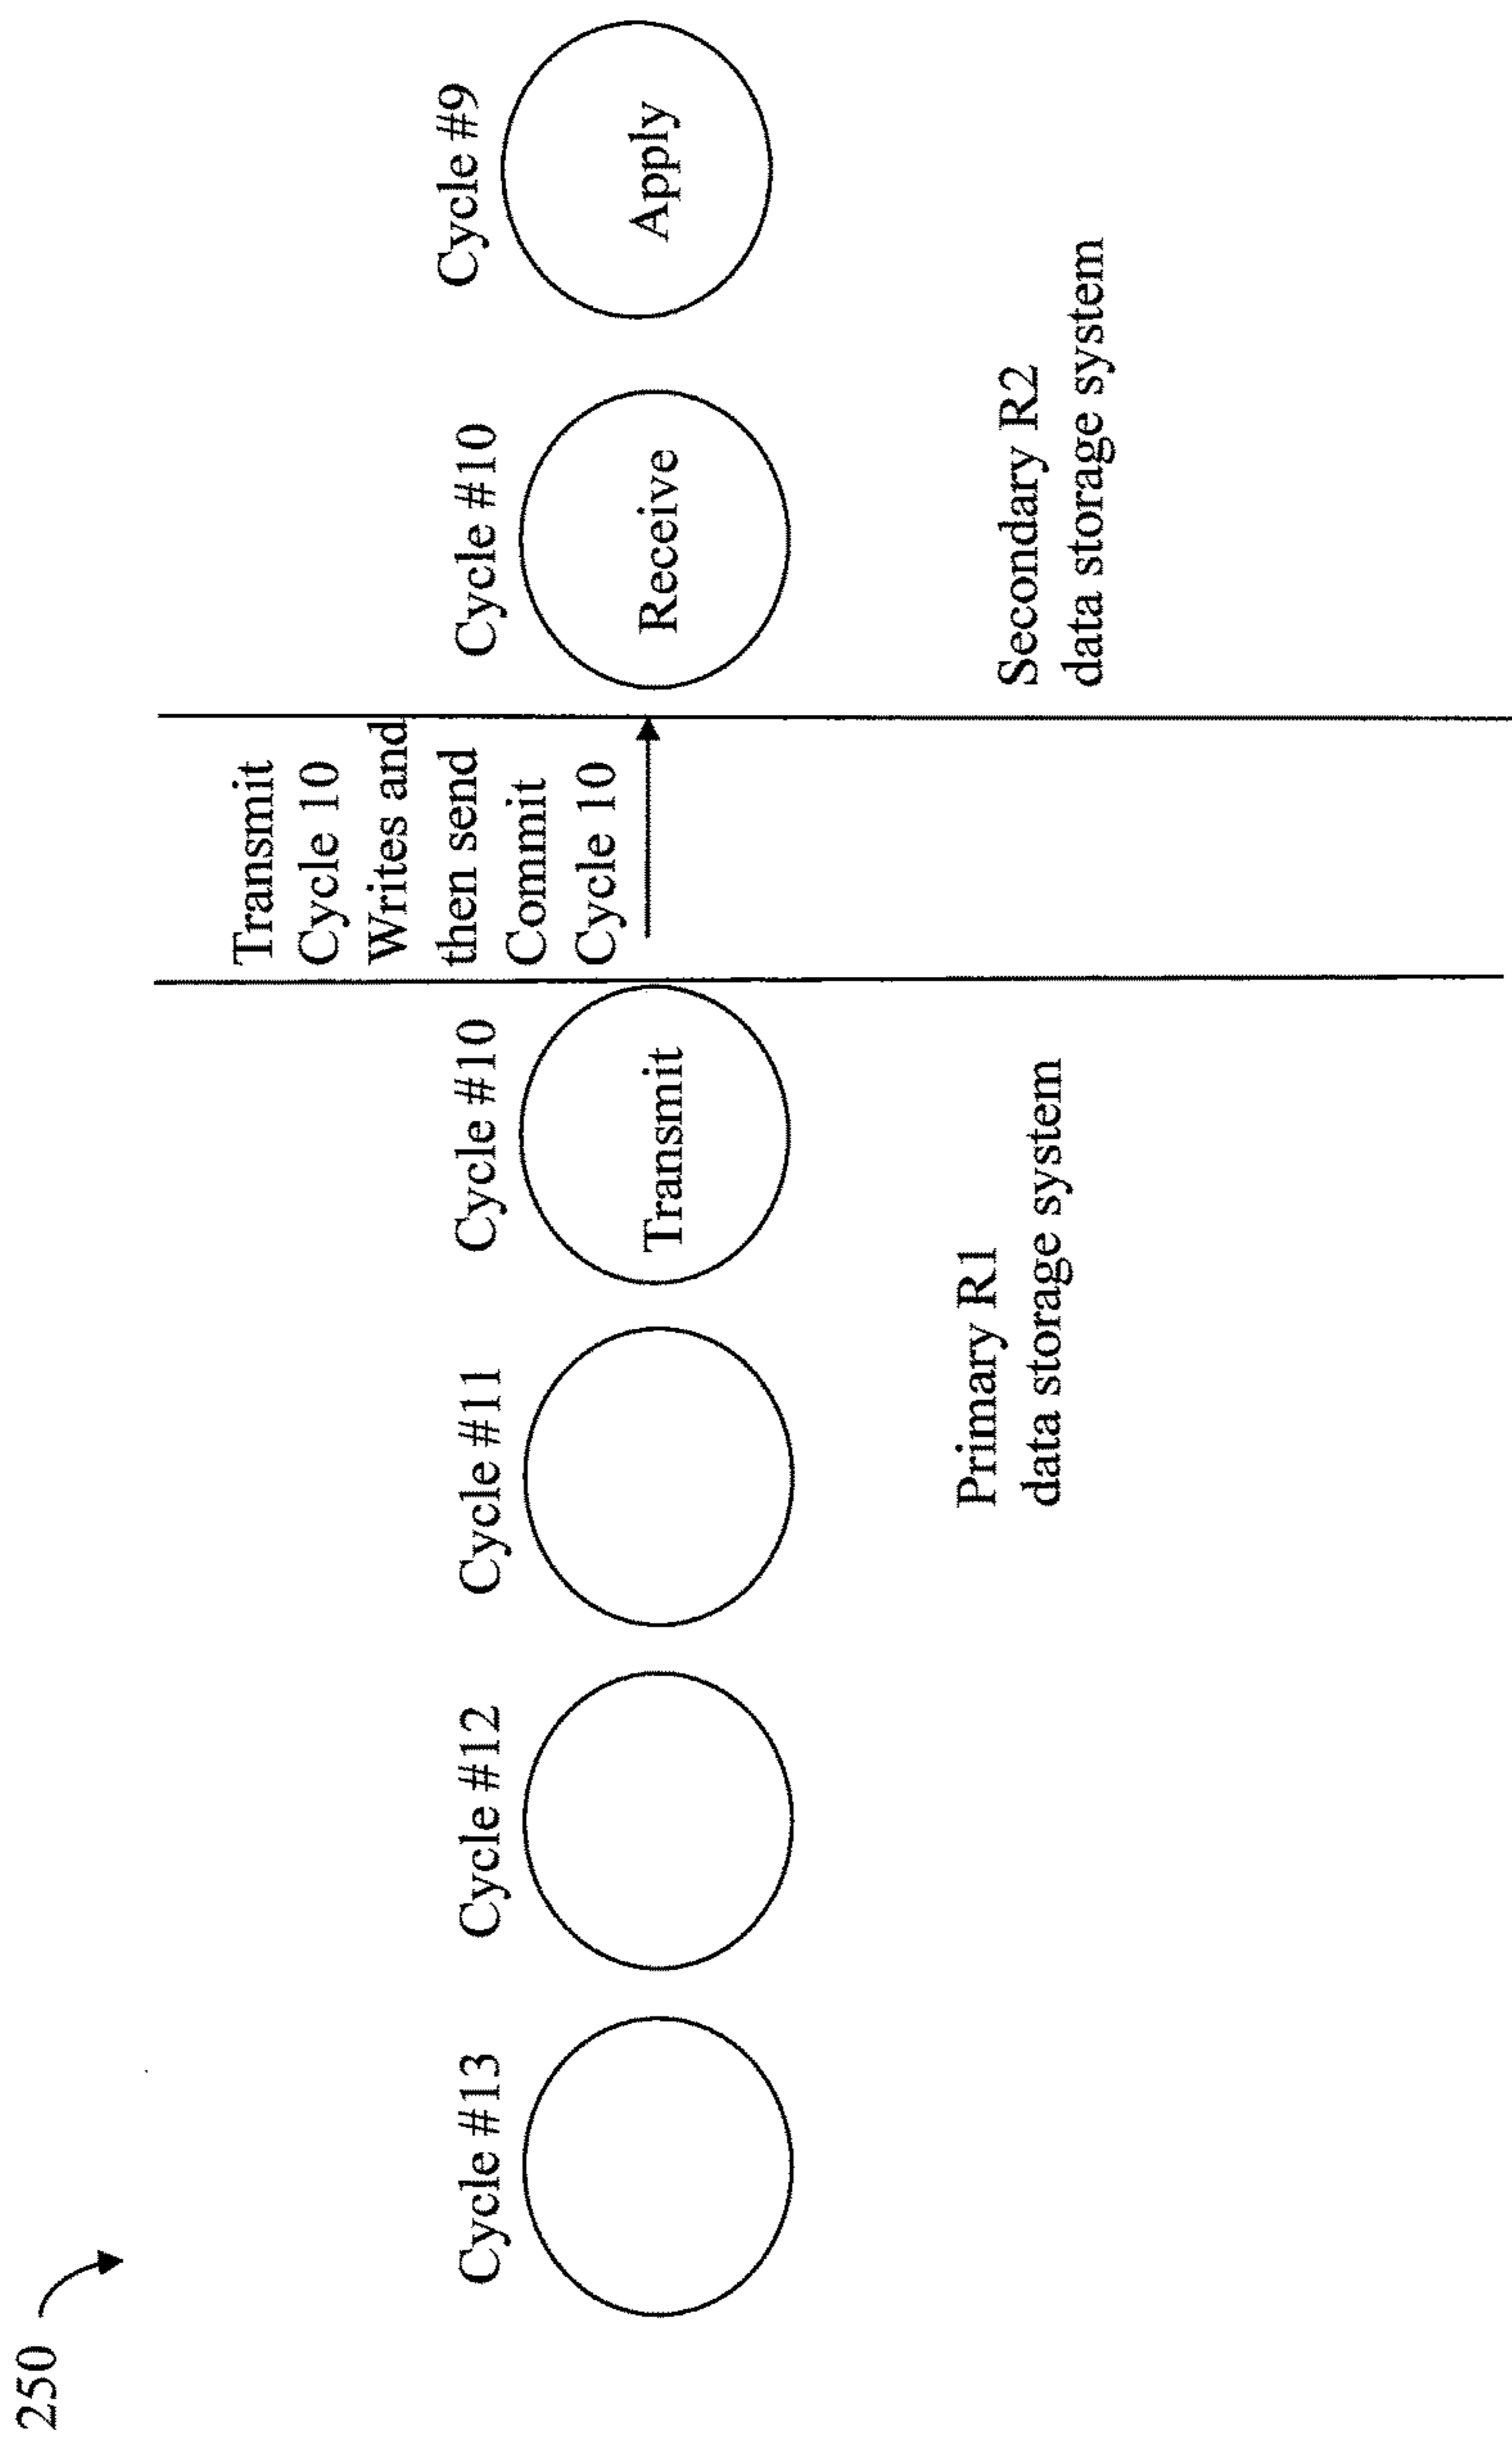 250
Transmit
Cycle 10
Writes and
then send
Commit
Cycle 10
Cycle #13
Cycle #12
Cycle #11
Cycle #10
Cycle #10
Cycle #9
Transmit
Receive
Apply
Primary R1
data storage system
Secondary R2
data storage system